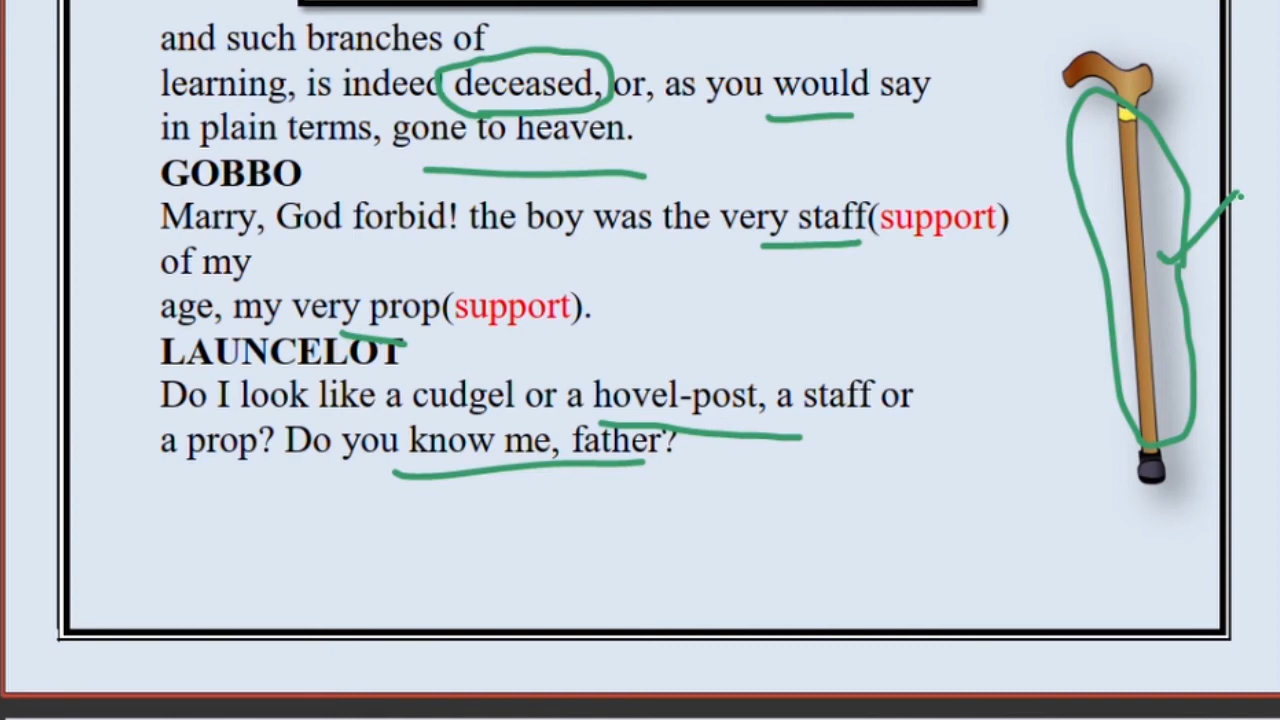 and such branches of
learning, is indeed deceased, or, as you would say
in plain terms, gone to heaven.
GOBBO
Marry, God forbid! the boy was the very staff(support)
of my
age, my very prop(support).
LAUNCELOT
Do I look like a cudgel or a hovel-post, a staff or
a prop? Do you know me, father?